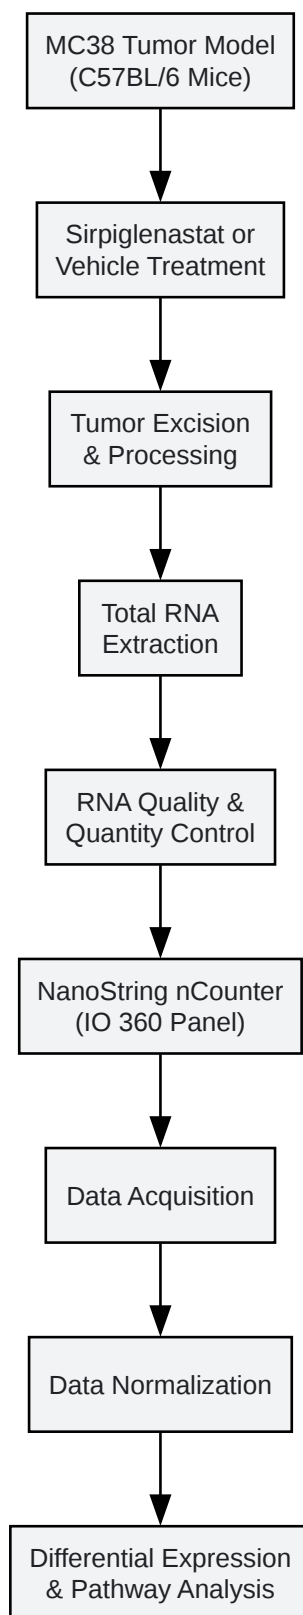 MC38 Tumor Model
(C57BL/6 Mice)
Sirpiglenastat or
Vehicle Treatment
Tumor Excision
& Processing
Total RNA
Extraction
RNA Quality &
Quantity Control
NanoString nCounter
(IO 360 Panel)
Data Acquisition
Data Normalization
Differential Expression
& Pathway Analysis